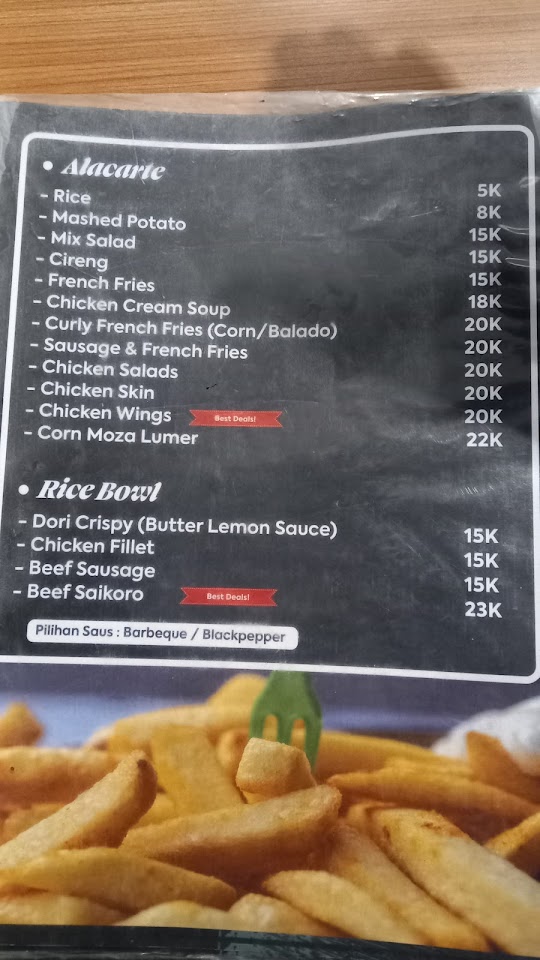 • Alacarte
- Rice 5K
- Mashed Potato 8K
- Mix Salad 15K
- Cireng 15K
- French Fries 15K
- Chicken Cream Soup 18K
- Curly French Fries (Corn/Balado) 20K
- Sausage & French Fries 20K
- Chicken Salads 20K
- Chicken Skin 20K
- Chicken Wings Best Deals! 20K
- Corn Moza Lumer 22K
• Rice Bowl
- Dori Crispy (Butter Lemon Sauce) 15K
- Chicken Fillet 15K
- Beef Sausage 15K
- Beef Saikoro Best Deals! 23K
Pilihan Saus : Barbeque / Blackpepper